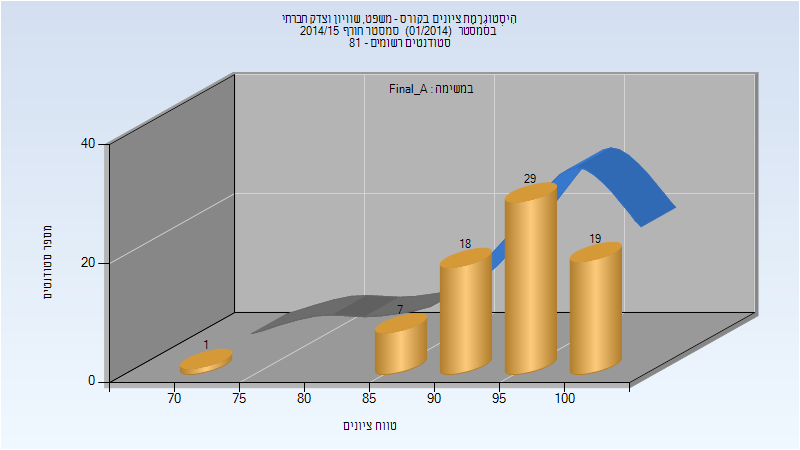 היסטוגרמת ציונים בקורס - משפט, שוויון וצדק חברתי
בסמסטר (01/2014) סמסטר חורף 2014/15
סטודנטים רשומים - 81
במשימה : Final_A
מספר סטודנטים
40
20
0
1
7
18
29
19
70
75
80
85
90
95
100
טווח ציונים